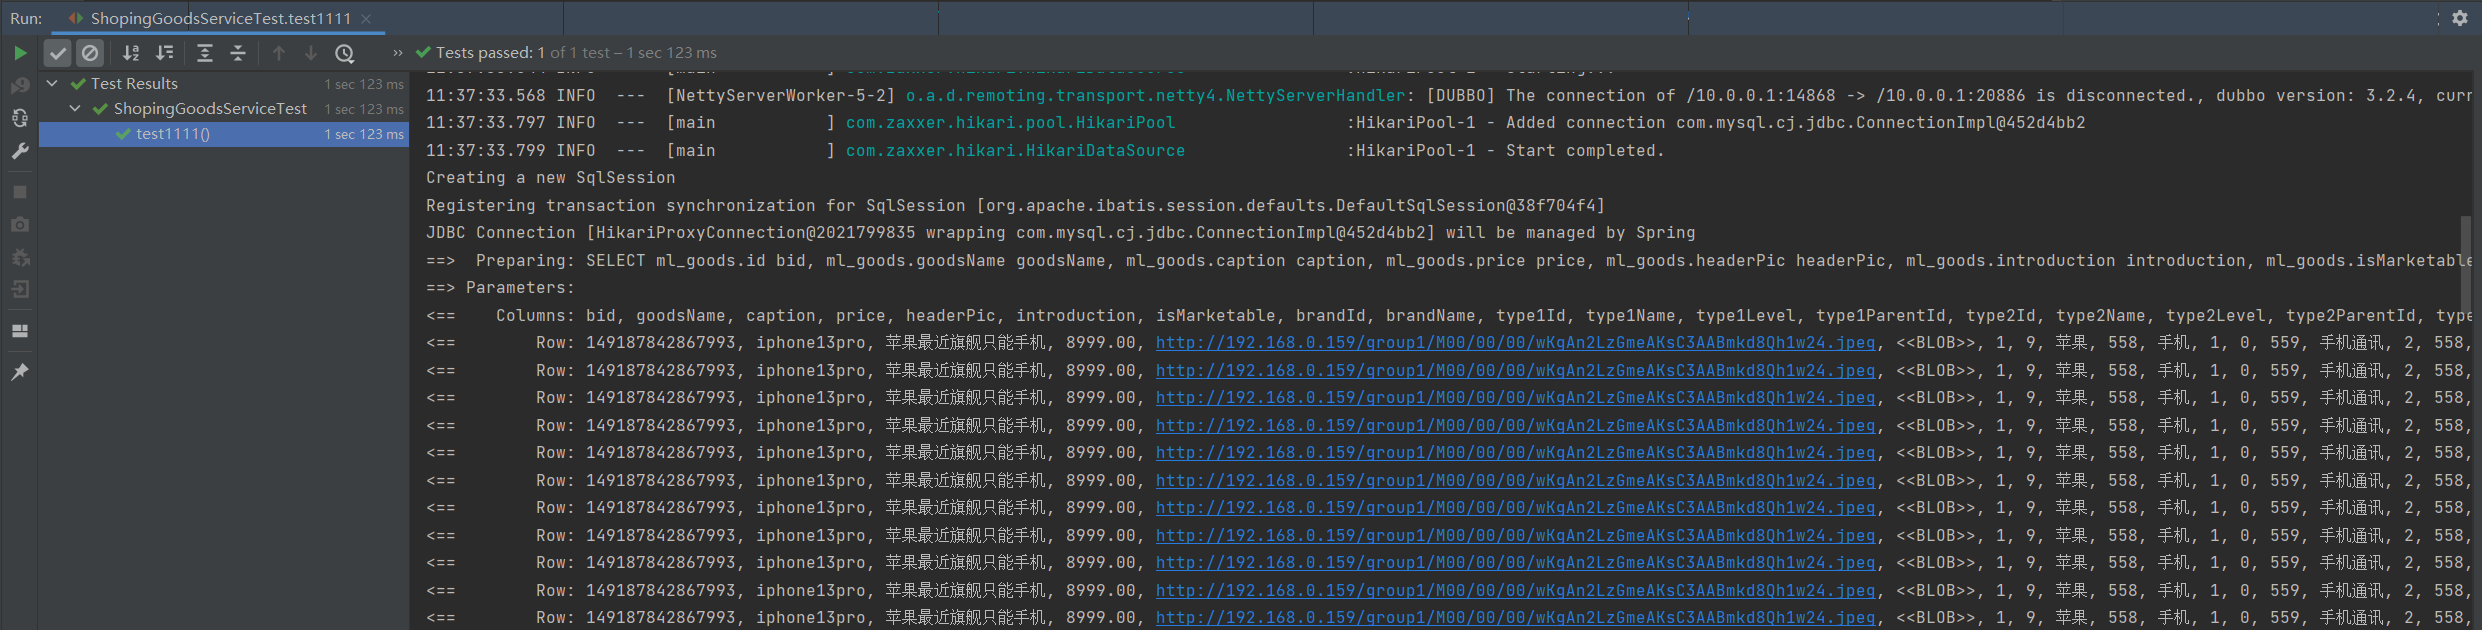 Run: ShopingGoodsServiceTest.test1111
Tests passed: 1 of 1 test – 1 sec 123 ms
Test Results 1 sec 123 ms
ShopingGoodsServiceTest 1 sec 123 ms
test1111() 1 sec 123 ms
11:37:33.568 INFO --- [NettyServerWorker-5-2] o.a.d.remoting.transport.netty4.NettyServerHandler: [DUBBO] The connection of /10.0.0.1:14868 -> /10.0.0.1:20886 is disconnected., dubbo version: 3.2.4, curr
11:37:33.797 INFO --- [main ] com.zaxxer.hikari.pool.HikariPool :HikariPool-1 - Added connection com.mysql.cj.jdbc.ConnectionImpl@452d4bb2
11:37:33.799 INFO --- [main ] com.zaxxer.hikari.HikariDataSource :HikariPool-1 - Start completed.
Creating a new SqlSession
Registering transaction synchronization for SqlSession [org.apache.ibatis.session.defaults.DefaultSqlSession@38f704f4]
JDBC Connection [HikariProxyConnection@2021799835 wrapping com.mysql.cj.jdbc.ConnectionImpl@452d4bb2] will be managed by Spring
==> Preparing: SELECT ml_goods.id bid, ml_goods.goodsName goodsName, ml_goods.caption caption, ml_goods.price price, ml_goods.headerPic headerPic, ml_goods.introduction introduction, ml_goods.isMarketable
==> Parameters:
<== Columns: bid, goodsName, caption, price, headerPic, introduction, isMarketable, brandId, brandName, type1Id, type1Name, type1Level, type1ParentId, type2Id, type2Name, type2Level, type2ParentId, type
<== Row: 149187842867993, iphone13pro, 苹果最近旗舰只能手机, 8999.00, http://192.168.0.159/group1/M00/00/00/wKgAn2LzGmeAKsC3AABmkd8Qh1w24.jpeg, <<BLOB>>, 1, 9, 苹果, 558, 手机, 1, 0, 559, 手机通讯, 2, 558,
<== Row: 149187842867993, iphone13pro, 苹果最近旗舰只能手机, 8999.00, http://192.168.0.159/group1/M00/00/00/wKgAn2LzGmeAKsC3AABmkd8Qh1w24.jpeg, <<BLOB>>, 1, 9, 苹果, 558, 手机, 1, 0, 559, 手机通讯, 2, 558,
<== Row: 149187842867993, iphone13pro, 苹果最近旗舰只能手机, 8999.00, http://192.168.0.159/group1/M00/00/00/wKgAn2LzGmeAKsC3AABmkd8Qh1w24.jpeg, <<BLOB>>, 1, 9, 苹果, 558, 手机, 1, 0, 559, 手机通讯, 2, 558,
<== Row: 149187842867993, iphone13pro, 苹果最近旗舰只能手机, 8999.00, http://192.168.0.159/group1/M00/00/00/wKgAn2LzGmeAKsC3AABmkd8Qh1w24.jpeg, <<BLOB>>, 1, 9, 苹果, 558, 手机, 1, 0, 559, 手机通讯, 2, 558,
<== Row: 149187842867993, iphone13pro, 苹果最近旗舰只能手机, 8999.00, http://192.168.0.159/group1/M00/00/00/wKgAn2LzGmeAKsC3AABmkd8Qh1w24.jpeg, <<BLOB>>, 1, 9, 苹果, 558, 手机, 1, 0, 559, 手机通讯, 2, 558,
<== Row: 149187842867993, iphone13pro, 苹果最近旗舰只能手机, 8999.00, http://192.168.0.159/group1/M00/00/00/wKgAn2LzGmeAKsC3AABmkd8Qh1w24.jpeg, <<BLOB>>, 1, 9, 苹果, 558, 手机, 1, 0, 559, 手机通讯, 2, 558,
<== Row: 149187842867993, iphone13pro, 苹果最近旗舰只能手机, 8999.00, http://192.168.0.159/group1/M00/00/00/wKgAn2LzGmeAKsC3AABmkd8Qh1w24.jpeg, <<BLOB>>, 1, 9, 苹果, 558, 手机, 1, 0, 559, 手机通讯, 2, 558,
<== Row: 149187842867993, iphone13pro, 苹果最近旗舰只能手机, 8999.00, http://192.168.0.159/group1/M00/00/00/wKgAn2LzGmeAKsC3AABmkd8Qh1w24.jpeg, <<BLOB>>, 1, 9, 苹果, 558, 手机, 1, 0, 559, 手机通讯, 2, 558,
<== Row: 149187842867993, iphone13pro, 苹果最近旗舰只能手机, 8999.00, http://192.168.0.159/group1/M00/00/00/wKgAn2LzGmeAKsC3AABmkd8Qh1w24.jpeg, <<BLOB>>, 1, 9, 苹果, 558, 手机, 1, 0, 559, 手机通讯, 2, 558,
<== Row: 149187842867993, iphone13pro, 苹果最近旗舰只能手机, 8999.00, http://192.168.0.159/group1/M00/00/00/wKgAn2LzGmeAKsC3AABmkd8Qh1w24.jpeg, <<BLOB>>, 1, 9, 苹果, 558, 手机, 1, 0, 559, 手机通讯, 2, 558,
<== Row: 149187842867993, iphone13pro, 苹果最近旗舰只能手机, 8999.00, http://192.168.0.159/group1/M00/00/00/wKgAn2LzGmeAKsC3AABmkd8Qh1w24.jpeg, <<BLOB>>, 1, 9, 苹果, 558, 手机, 1, 0, 559, 手机通讯, 2, 558,